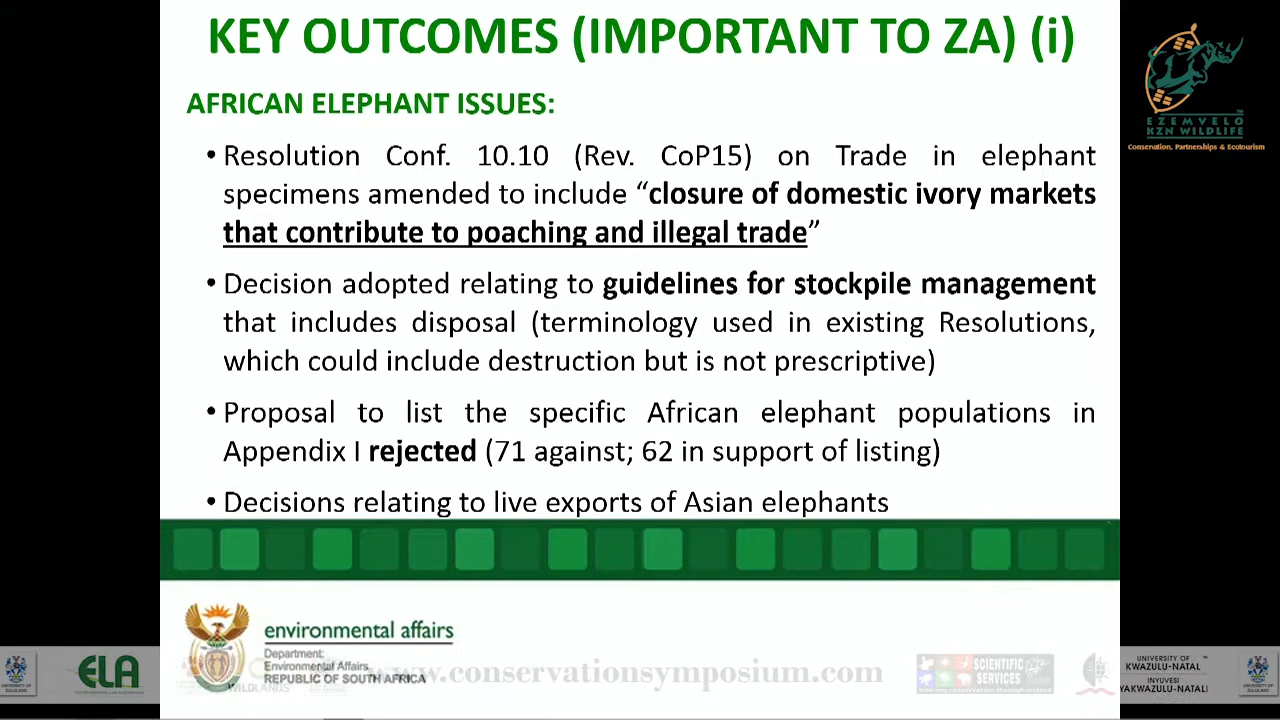 KEY OUTCOMES (IMPORTANT TO ZA) (i)
AFRICAN ELEPHANT ISSUES:
• Resolution Conf. 10.10 (Rev. CoP15) on Trade in elephant
specimens amended to include “closure of domestic ivory markets
that contribute to poaching and illegal trade”
• Decision adopted relating to guidelines for stockpile management
that includes disposal (terminology used in existing Resolutions,
which could include destruction but is not prescriptive)
• Proposal to list the specific African elephant populations in
Appendix I rejected (71 against; 62 in support of listing)
• Decisions relating to live exports of Asian elephants
EZEMVELO
KZN WILDLIFE
Conservation, Partnerships & Ecotourism
environmental affairs
Department:
Environmental Affairs
REPUBLIC OF SOUTH AFRICA
ELA
WILDLANDS
www.conservationsymposium.com
SCIENTIFIC
SERVICES
UNIVERSITY OF
KWAZULU-NATAL
INYUVESI
YAKWAZULU-NATALI